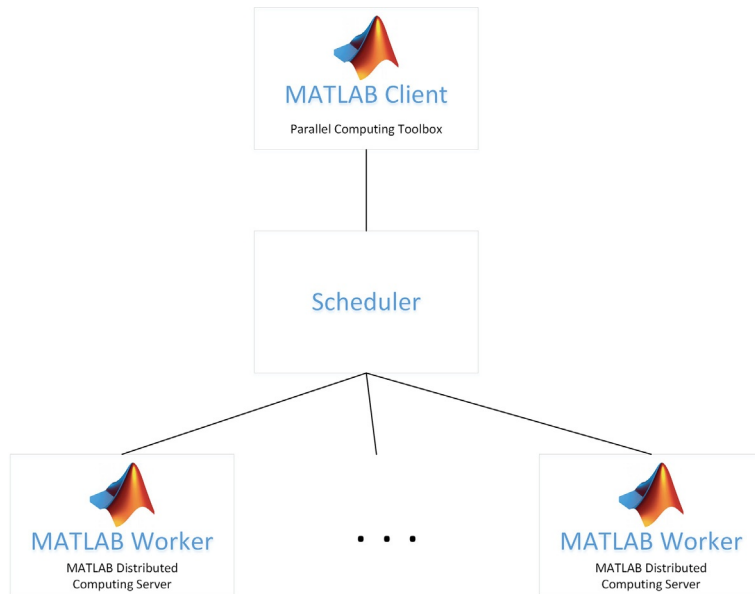 MATLAB Client
Parallel Computing Toolbox
Scheduler
MATLAB Worker
MATLAB Distributed
Computing Server
. . .
MATLAB Worker
MATLAB Distributed
Computing Server